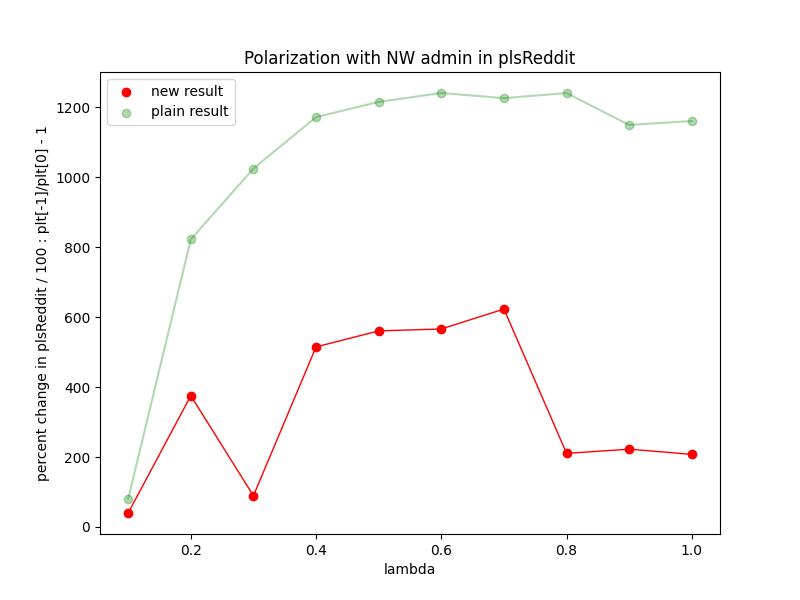 Polarization with NW admin in plsReddit
new result
plain result
percent change in plsReddit / 100 : plt[-1]/plt[0] - 1
1200
1000
800
600
400
200
0
0.2 0.4 0.6 0.8 1.0
lambda